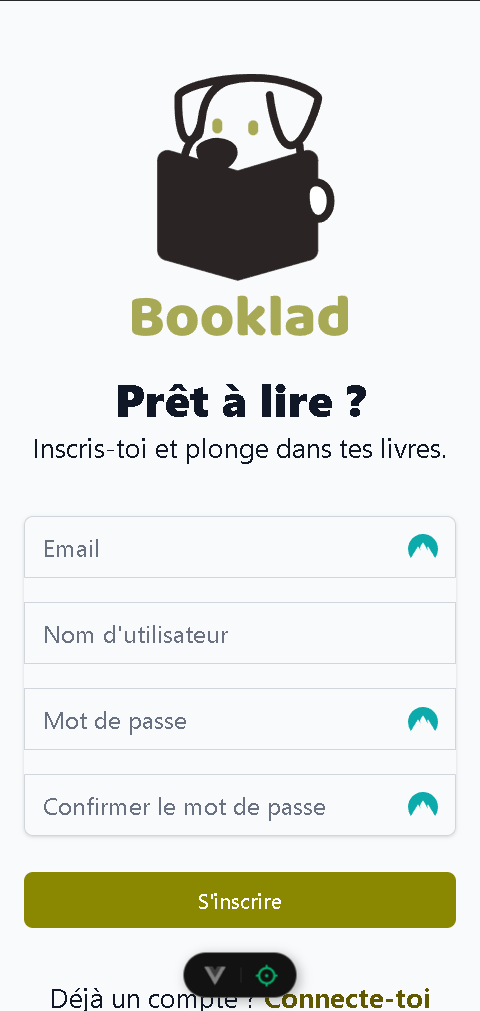 Booklad
Prêt à lire ?
Inscris-toi et plonge dans tes livres.
Email
Nom d'utilisateur
Mot de passe
Confirmer le mot de passe
S'inscrire
Déjà un compte ? Connecte-toi